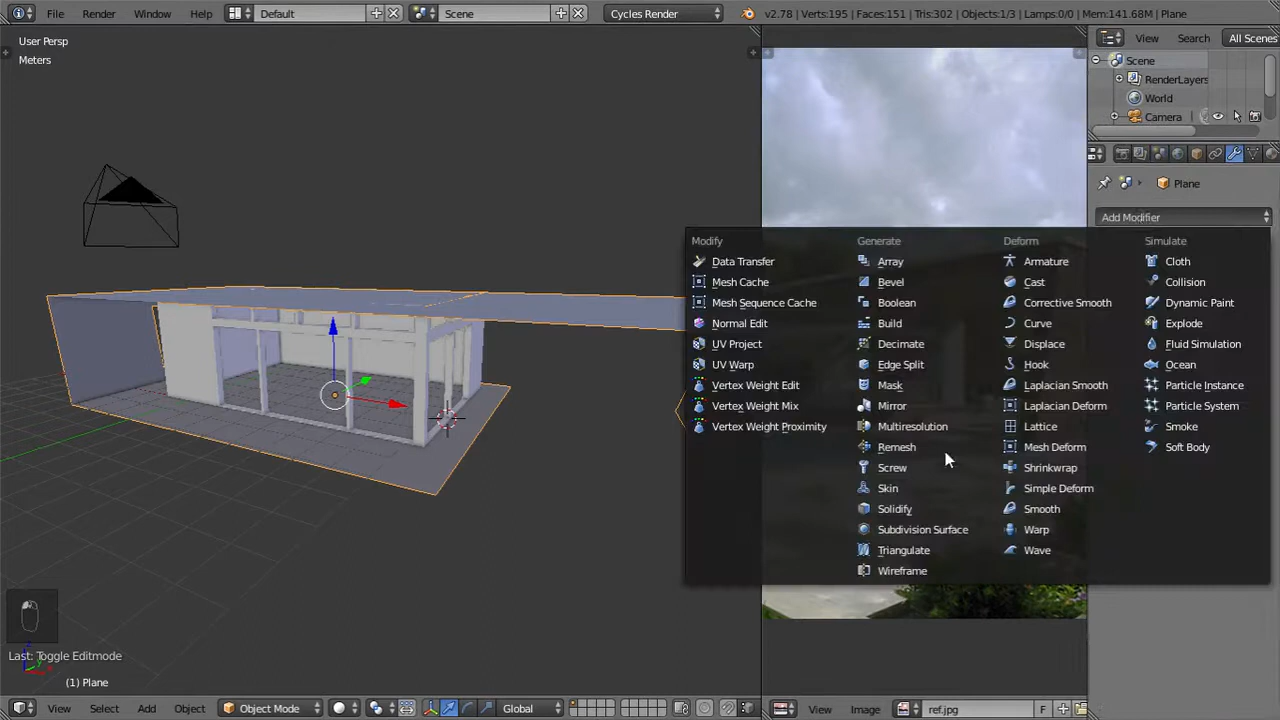 File Render Window Help Default Scene Cycles Render v2.78 | Verts:195 | Faces:151 | Tris:302 | Objects:1/3 | Lamps:0/0 | Mem:141.68M | Plane
User Persp
Meters
View Search All Scenes
Scene
RenderLayers
World
Camera
Plane
Add Modifier
Modify Generate Deform Simulate
Data Transfer Array Armature Cloth
Mesh Cache Bevel Cast Collision
Mesh Sequence Cache Boolean Corrective Smooth Dynamic Paint
Normal Edit Build Curve Explode
UV Project Decimate Displace Fluid Simulation
UV Warp Edge Split Hook Ocean
Vertex Weight Edit Mask Laplacian Smooth Particle Instance
Vertex Weight Mix Mirror Laplacian Deform Particle System
Vertex Weight Proximity Multiresolution Lattice Smoke
Remesh Mesh Deform Soft Body
Screw Shrinkwrap
Skin Simple Deform
Solidify Smooth
Subdivision Surface Warp
Triangulate Wave
Wireframe
Last: Toggle Editmode
(1) Plane
View Select Add Object Object Mode Global View Image ref.jpg F